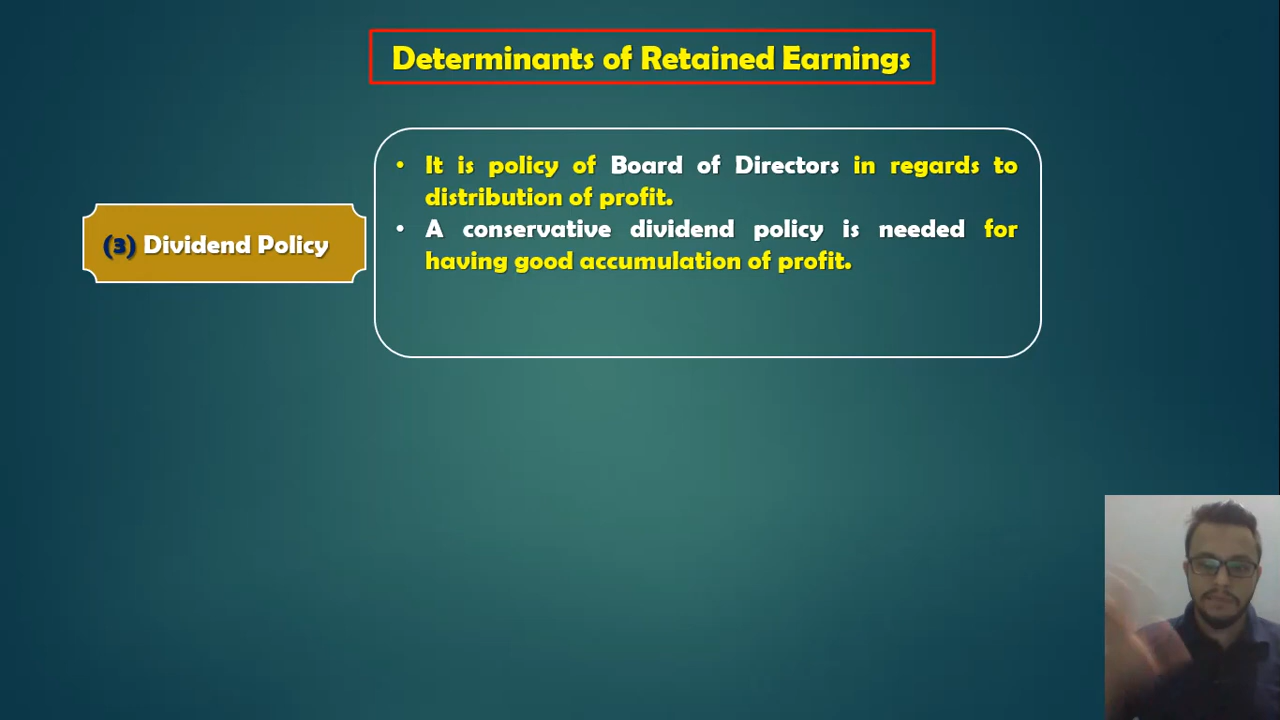 Determinants of Retained Earnings
(3) Dividend Policy
• It is policy of Board of Directors in regards to
distribution of profit.
• A conservative dividend policy is needed for
having good accumulation of profit.